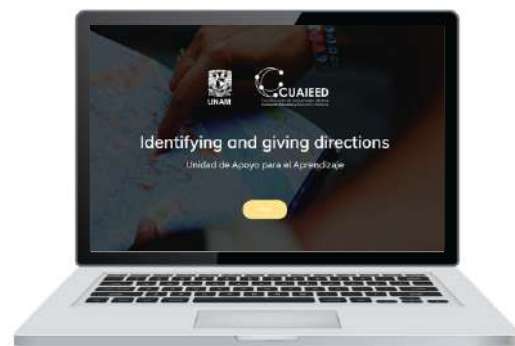 UNAM
CUAIEED
Identifying and giving directions
Unidad de Apoyo para el Aprendizaje